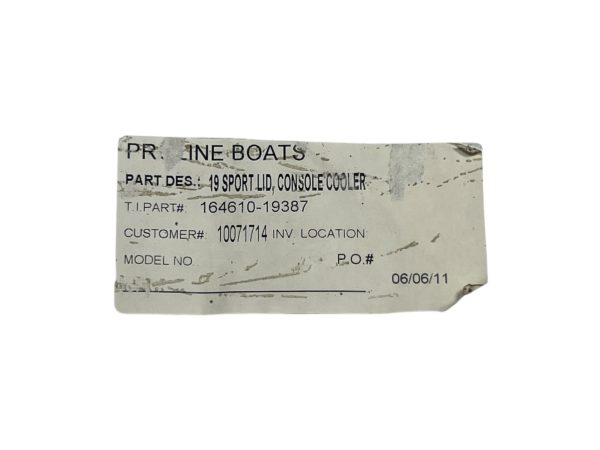 PR LINE BOATS
PART DES.: 19 SPORT LID, CONSOLE COOLER
T.I.PART# 164610-19387
CUSTOMER# 10071714 INV. LOCATION
MODEL NO P.O.#
06/06/11